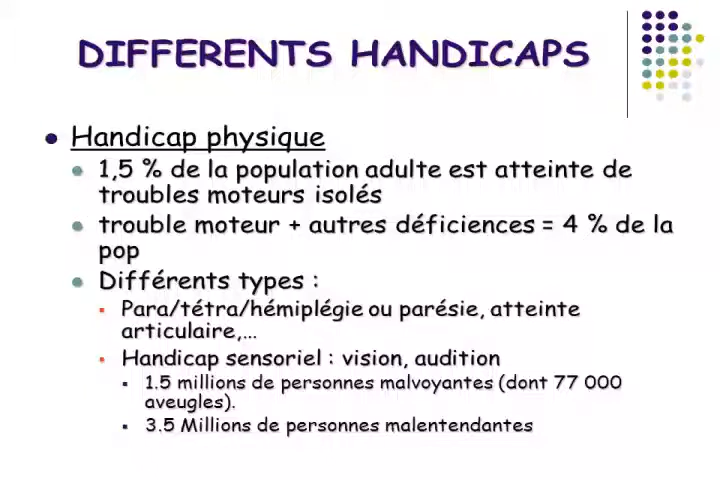 DIFFERENTS HANDICAPS
Handicap physique
1,5 % de la population adulte est atteinte de
troubles moteurs isolés
trouble moteur + autres déficiences = 4 % de la
pop
Différents types :
Para/tétra/hémiplégie ou parésie, atteinte
articulaire,...
Handicap sensoriel : vision, audition
1.5 millions de personnes malvoyantes (dont 77 000
aveugles).
3.5 Millions de personnes malentendantes